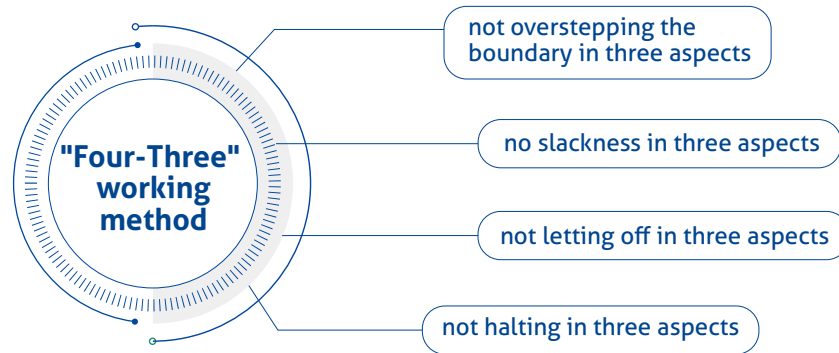 "Four-Three"
working
method
not overstepping the
boundary in three aspects
no slackness in three aspects
not letting off in three aspects
not halting in three aspects